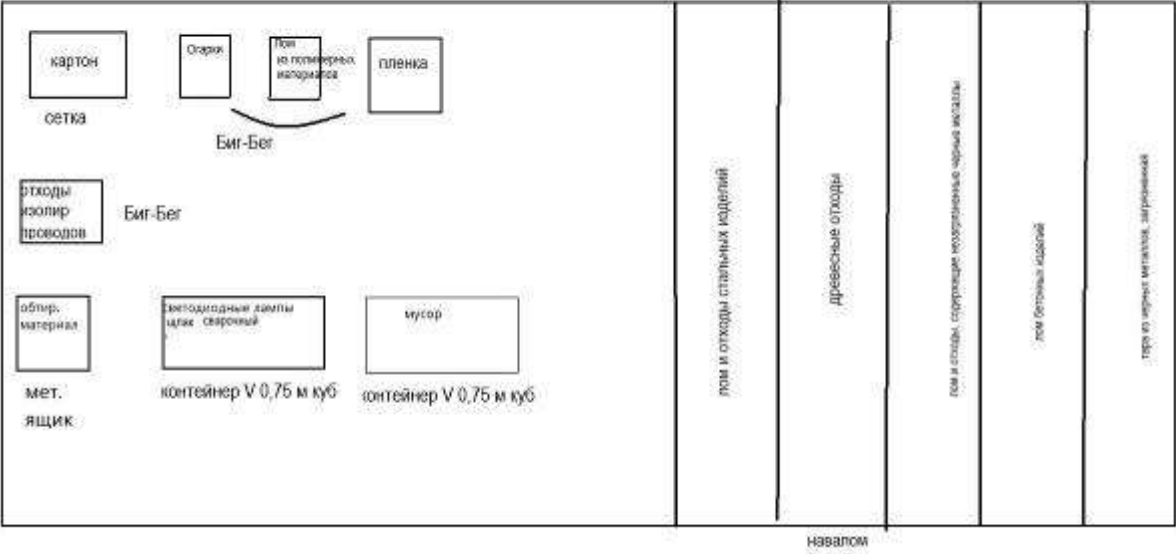 картон
Огарки
Лом
из полимерных
материалов
пленка
сетка
Биг-Бег
отходы
изолир
проводов
Биг-Бег
обтир.
материал
светодиодные лампы
шлак сварочный
мусор
мет.
ящик
контейнер V 0,75 м куб
контейнер V 0,75 м куб
лом и отходы стальных изделий
древесные отходы
лом и отходы, содержащие незагрязненные черные металлы
лом бетонных изделий
тара из черных металлов, загрязненная
навалом